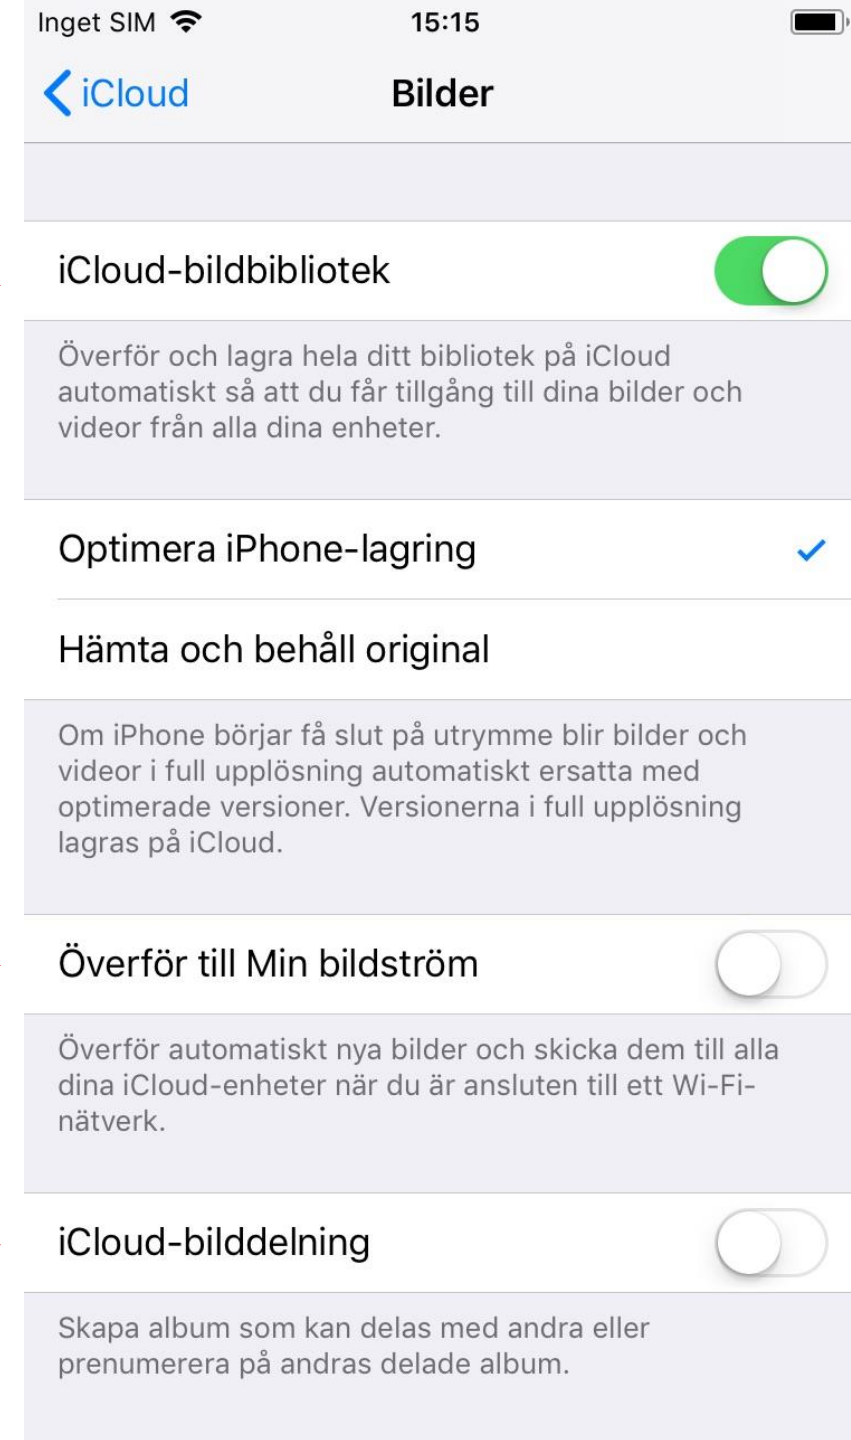 Inget SIM 15:15
iCloud Bilder
iCloud-bildbibliotek
Överför och lagra hela ditt bibliotek på iCloud
automatiskt så att du får tillgång till dina bilder och
videor från alla dina enheter.
Optimera iPhone-lagring
Hämta och behåll original
Om iPhone börjar få slut på utrymme blir bilder och
videor i full upplösning automatiskt ersatta med
optimerade versioner. Versionerna i full upplösning
lagras på iCloud.
Överför till Min bildström
Överför automatiskt nya bilder och skicka dem till alla
dina iCloud-enheter när du är ansluten till ett Wi-Fi-
nätverk.
iCloud-bilddelning
Skapa album som kan delas med andra eller
prenumerera på andras delade album.